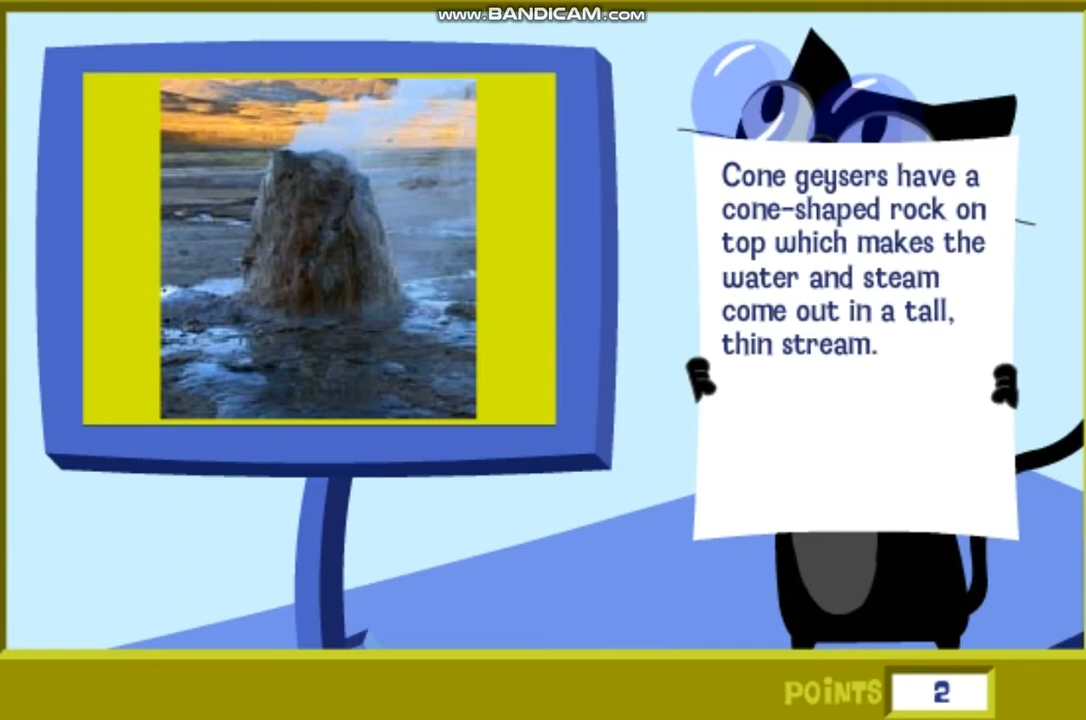 www.BANDICAM.com
Cone geysers have a
cone-shaped rock on
top which makes the
water and steam
come out in a tall,
thin stream.
POiNTS 2